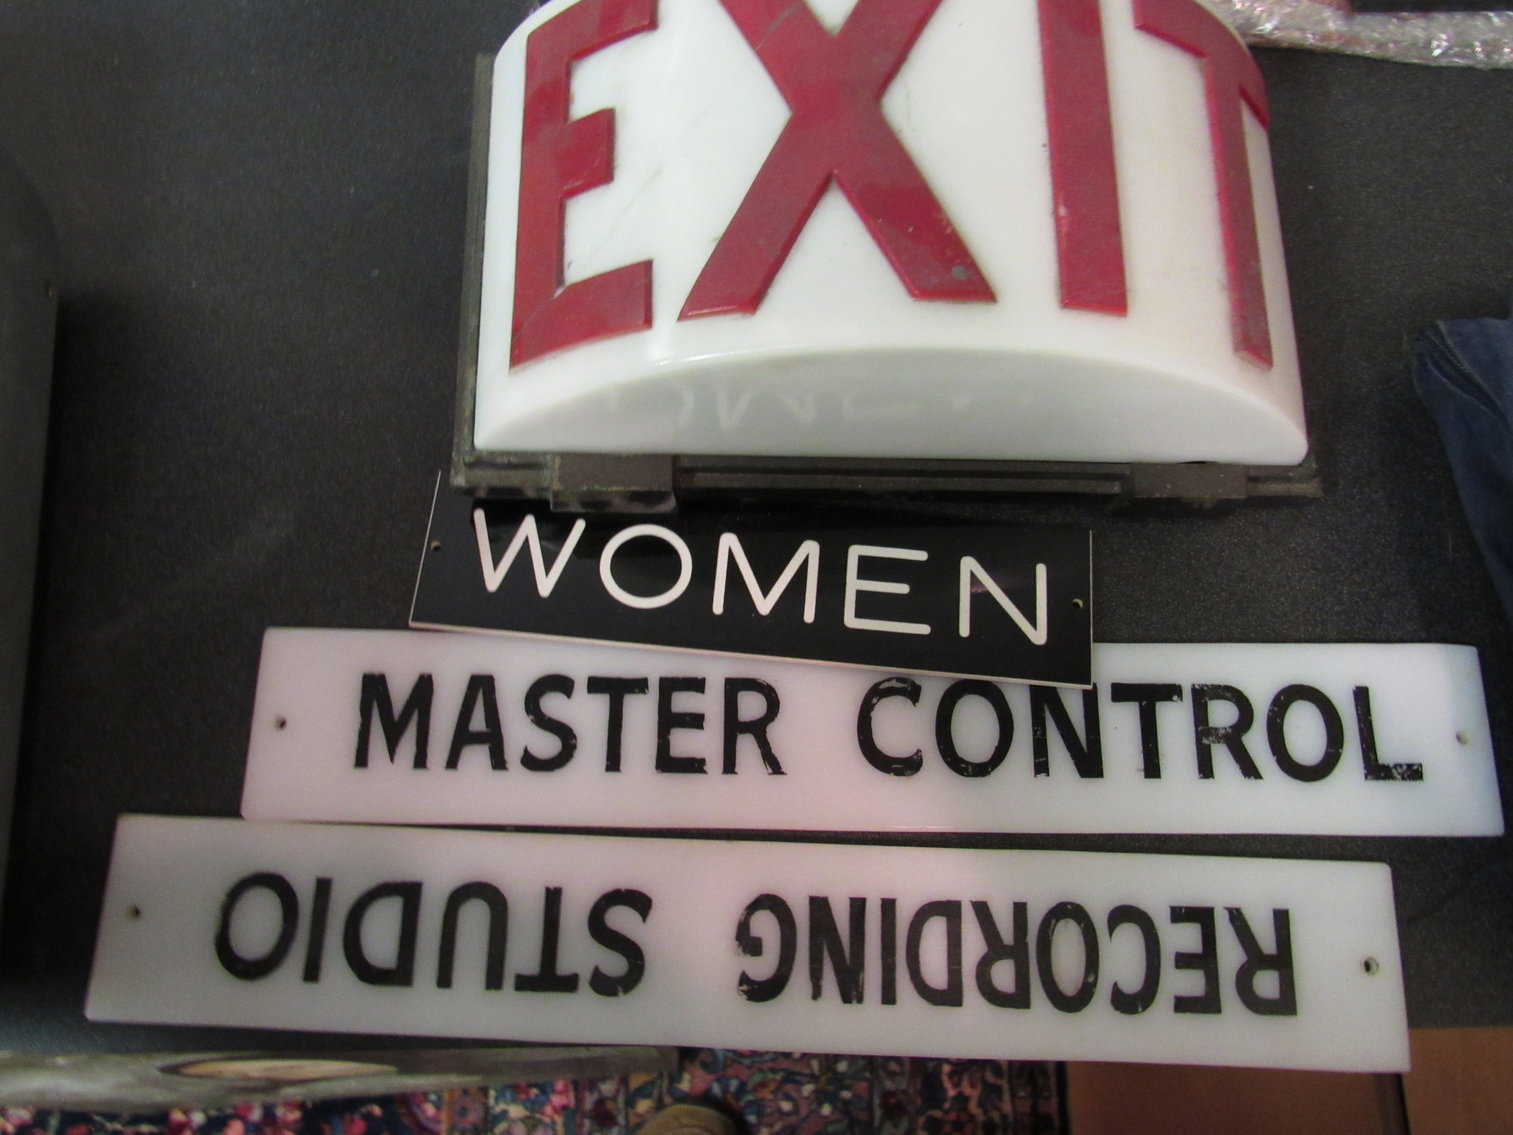 EXIT
WOMEN
MASTER CONTROL
RECORDING STUDIO